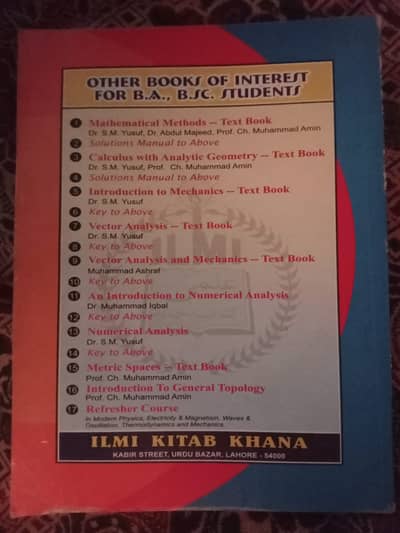 OTHER BOOKS OF INTEREST
FOR B.A., B.SC. STUDENTS
1 Mathematical Methods – Text Book
Dr. S.M. Yusuf, Dr. Abdul Majeed, Prof. Ch. Muhammad Amin
2 Solutions Manual to Above
3 Calculus with Analytic Geometry – Text Book
Dr. S.M. Yusuf, Prof. Ch. Muhammad Amin
4 Solutions Manual to Above
5 Introduction to Mechanics – Text Book
Dr. S.M. Yusuf
6 Key to Above
7 Vector Analysis – Text Book
Dr. S.M. Yusuf
8 Key to Above
9 Vector Analysis and Mechanics – Text Book
Muhammad Ashraf
10 Key to Above
11 An Introduction to Numerical Analysis
Dr. Muhammad Iqbal
12 Key to Above
13 Numerical Analysis
Dr. S.M. Yusuf
14 Key to Above
15 Metric Spaces – Text Book
Prof. Ch. Muhammad Amin
16 Introduction To General Topology
Prof. Ch. Muhammad Amin
17 Refresher Course
in Modern Physics, Electricity & Magnetism, Waves &
Oscillation, Thermodynamics and Mechanics
ILMI
ILMI KITAB KHANA
KABIR STREET, URDU BAZAR, LAHORE - 54000